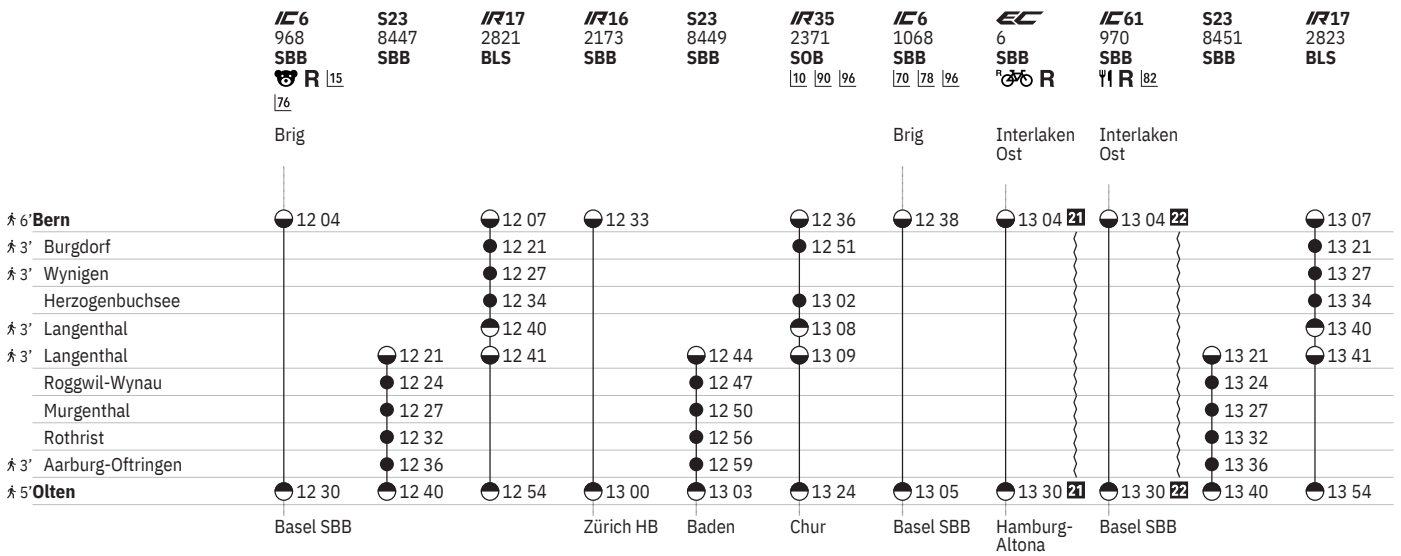 IC6 S23 IR17 IR16 S23 IR35 IC6 EC IC61 S23 IR17
968 8447 2821 2173 8449 2371 1068 6 970 8451 2823
SBB SBB BLS SBB SBB SOB SBB SBB SBB SBB BLS
R 15 10 90 96 70 78 96 R R R 82
76
Brig Brig Interlaken Interlaken
Ost Ost
6' Bern 12 04 12 07 12 33 12 36 12 38 13 04 21 13 04 22 13 07
3' Burgdorf 12 21 12 51 13 21
3' Wynigen 12 27 13 27
Herzogenbuchsee 12 34 13 02 13 34
3' Langenthal 12 40 13 08 13 40
3' Langenthal 12 21 12 41 12 44 13 09 13 21 13 41
Roggwil-Wynau 12 24 12 47 13 24
Murgenthal 12 27 12 50 13 27
Rothrist 12 32 12 56 13 32
3' Aarburg-Oftringen 12 36 12 59 13 36
5' Olten 12 30 12 40 12 54 13 00 13 03 13 24 13 05 13 30 21 13 30 22 13 40 13 54
Basel SBB Zürich HB Baden Chur Basel SBB Hamburg- Basel SBB
Altona